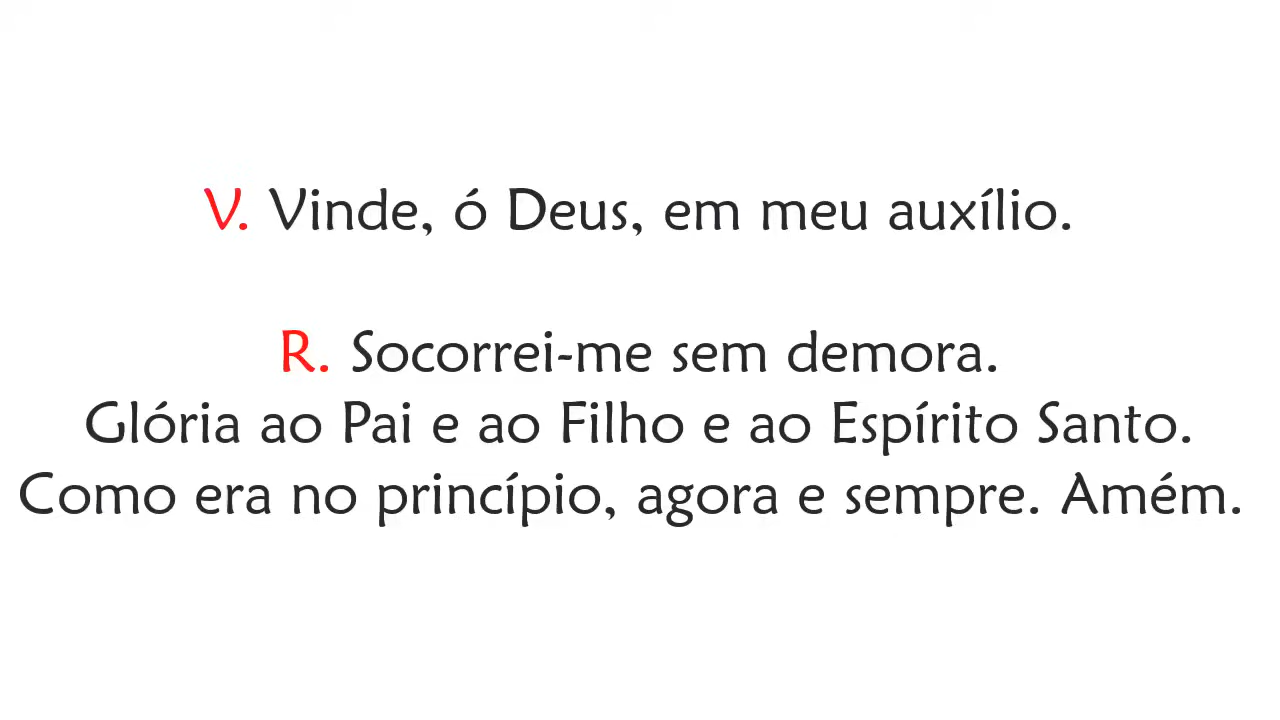 V. Vinde, ó Deus, em meu auxílio.
R. Socorrei-me sem demora.
Glória ao Pai e ao Filho e ao Espírito Santo.
Como era no princípio, agora e sempre. Amém.